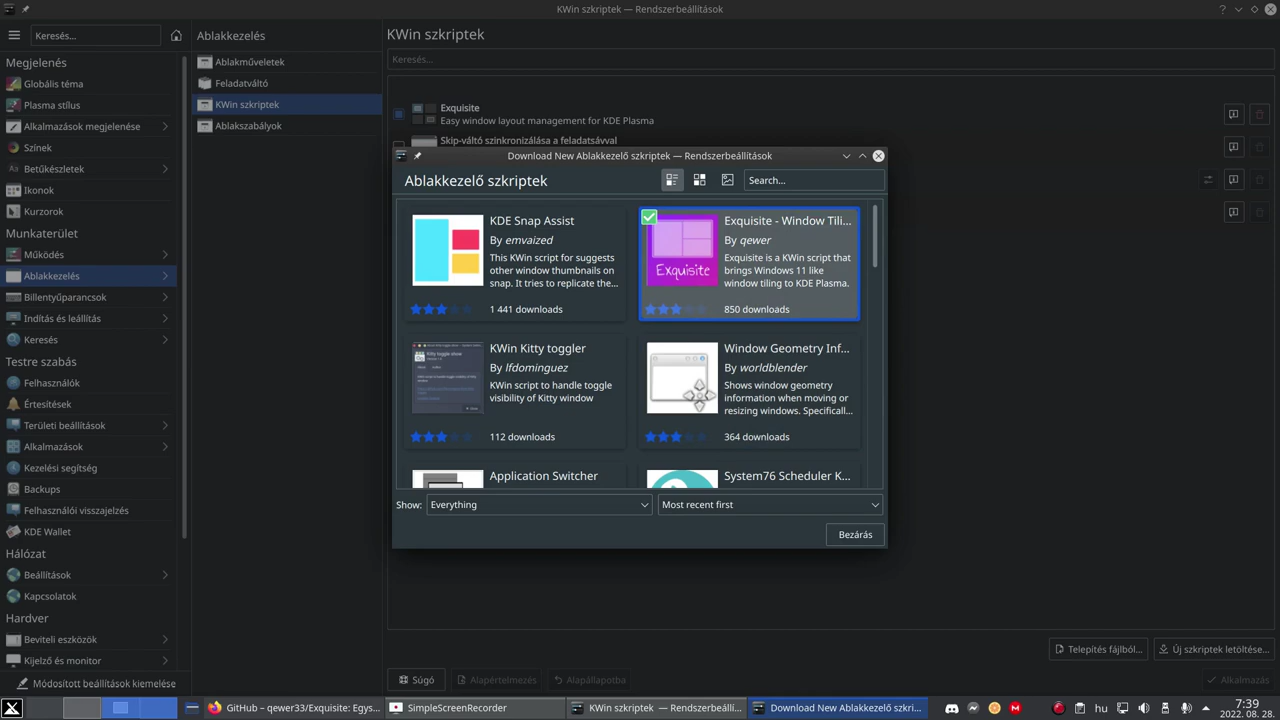 KWin szkriptek — Rendszerbeállítások
Keresés...
Ablakkezelés
KWin szkriptek
Megjelenés
Globális téma
Plasma stílus
Alkalmazások megjelenése
Színek
Betűkészletek
Ikonok
Kurzorok
Munkaterület
Működés
Ablakkezelés
Billentyűparancsok
Indítás és leállítás
Keresés
Testre szabás
Felhasználók
Értesítések
Területi beállítások
Alkalmazások
Kezelési segítség
Backups
Felhasználói visszajelzés
KDE Wallet
Hálózat
Beállítások
Kapcsolatok
Hardver
Beviteli eszközök
Kijelző és monitor
Módosított beállítások kiemelése
Ablakműveletek
Feladatváltó
KWin szkriptek
Ablakszabályok
Keresés...
Exquisite
Easy window layout management for KDE Plasma
Skip-váltó szinkronizálása a feladatsávval
Download New Ablakkezelő szkriptek — Rendszerbeállítások
Ablakkezelő szkriptek
Search...
KDE Snap Assist
By emvaized
This KWin script for suggests
other window thumbnails on
snap. It tries to replicate the...
1 441 downloads
Exquisite - Window Tili...
By qewer
Exquisite is a KWin script that
brings Windows 11 like
window tiling to KDE Plasma.
850 downloads
Exquisite
KWin Kitty toggler
By lfdominguez
KWin script to handle toggle
visibility of Kitty window
112 downloads
Window Geometry Inf...
By worldblender
Shows window geometry
information when moving or
resizing windows. Specificall...
364 downloads
Application Switcher
System76 Scheduler K...
Show:
Everything
Most recent first
Bezárás
Telepítés fájlból...
Új szkriptek letöltése...
Súgó
Alapértelmezés
Alapállapotba
Alkalmazás
GitHub – qewer33/Exquisite: Egys...
SimpleScreenRecorder
KWin szkriptek — Rendszerbeállít...
Download New Ablakkezelő szkri...
hu
7:39
2022. 08. 28.